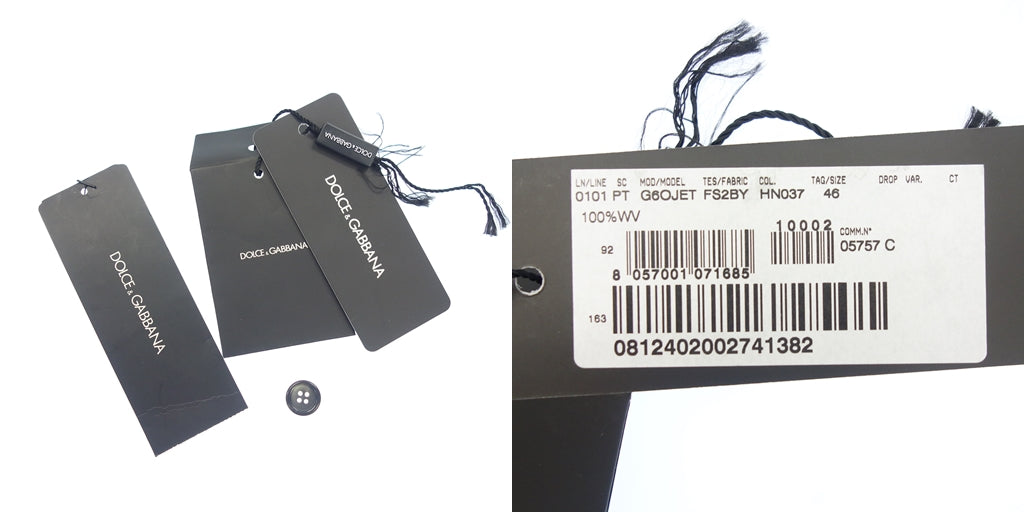 DOLCE & GABBANA
DOLCE & GABBANA
DOLCE & GABBANA
DOLCE & GABBANA
DOLCE & GABBANA
LN/LINE SC MOD/MODEL TES/FABRIC COL. TAG/SIZE DROP VAR. CT
0101 PT G6OJET FS2BY HN037 46
100%WV
10002
COMM.N°
92
05757 C
8 057001 071685
163
0812402002741382